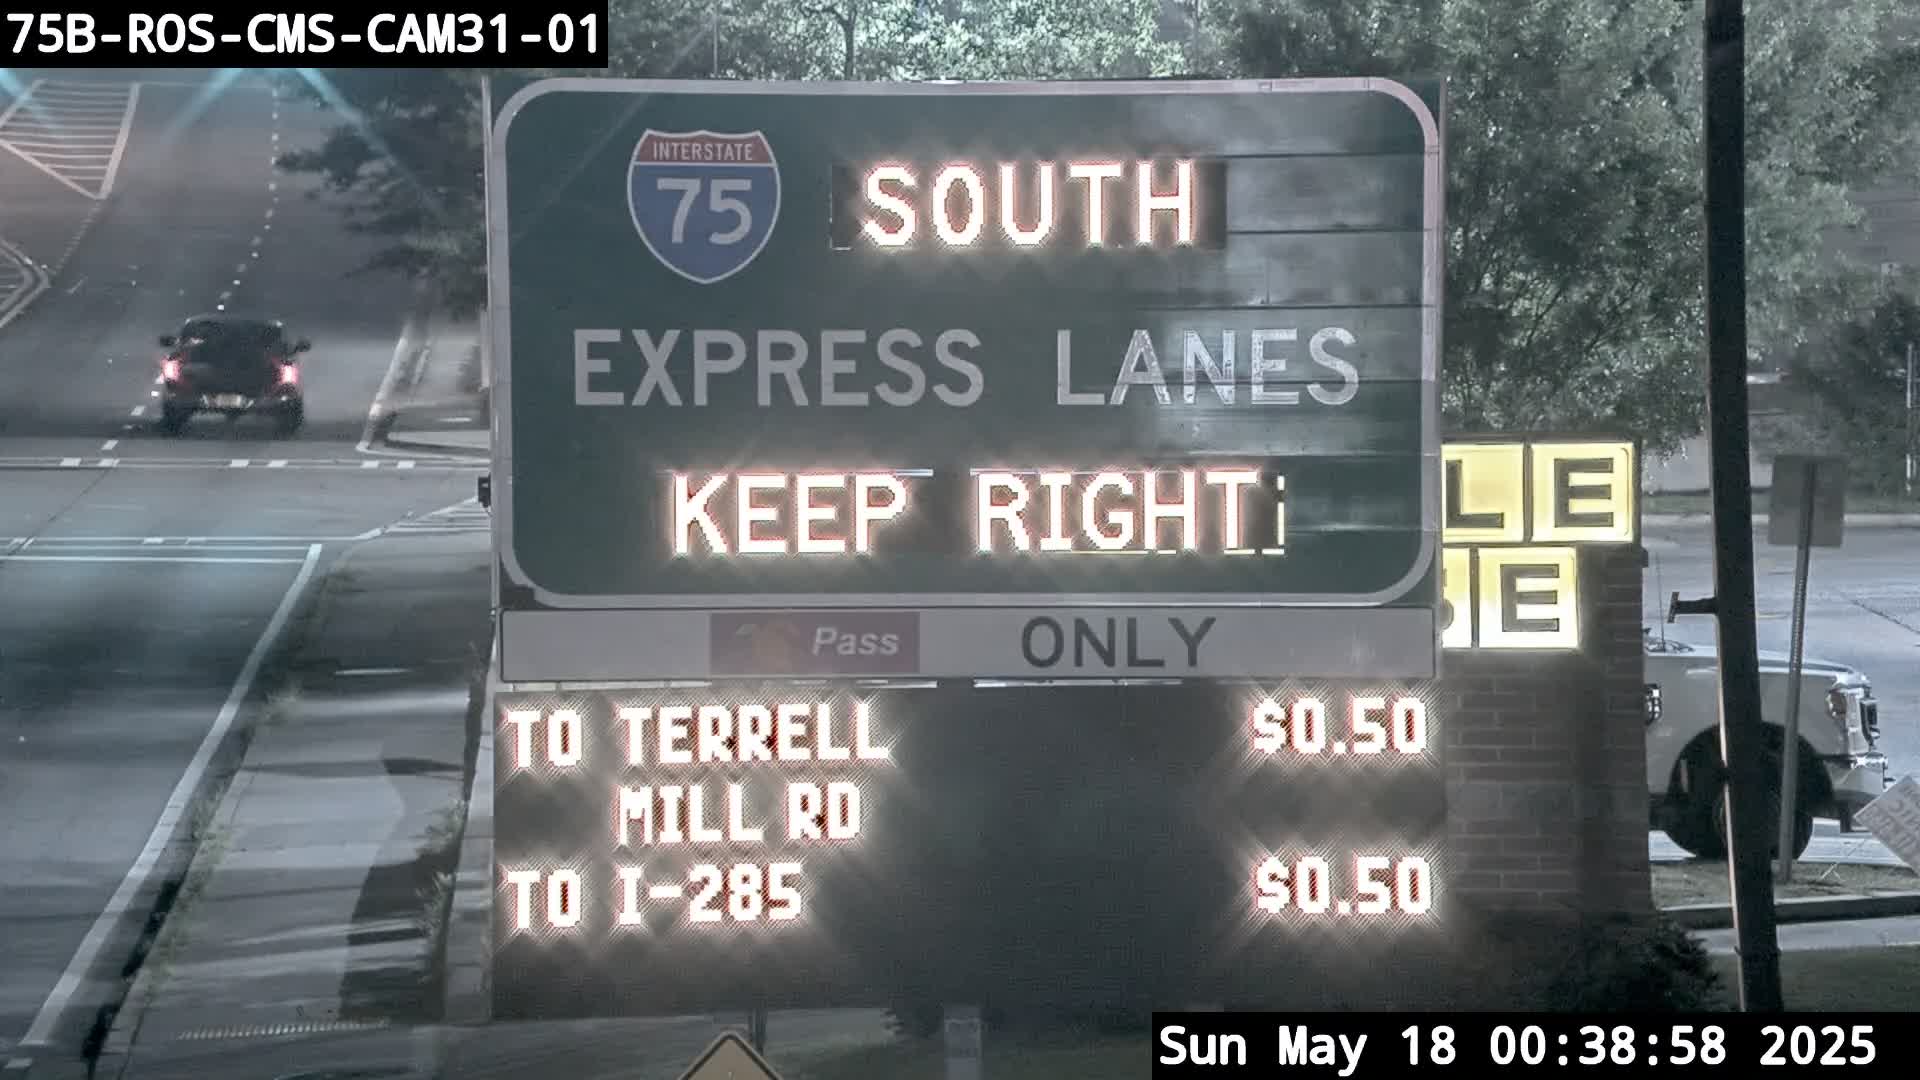 75B-ROS-CMS-CAM31-01
INTERSTATE
75
SOUTH
EXPRESS LANES
KEEP RIGHT
Pass ONLY
LE
E
TO TERRELL $0.50
MILL RD
TO I-285 $0.50
Sun May 18 00:38:58 2025